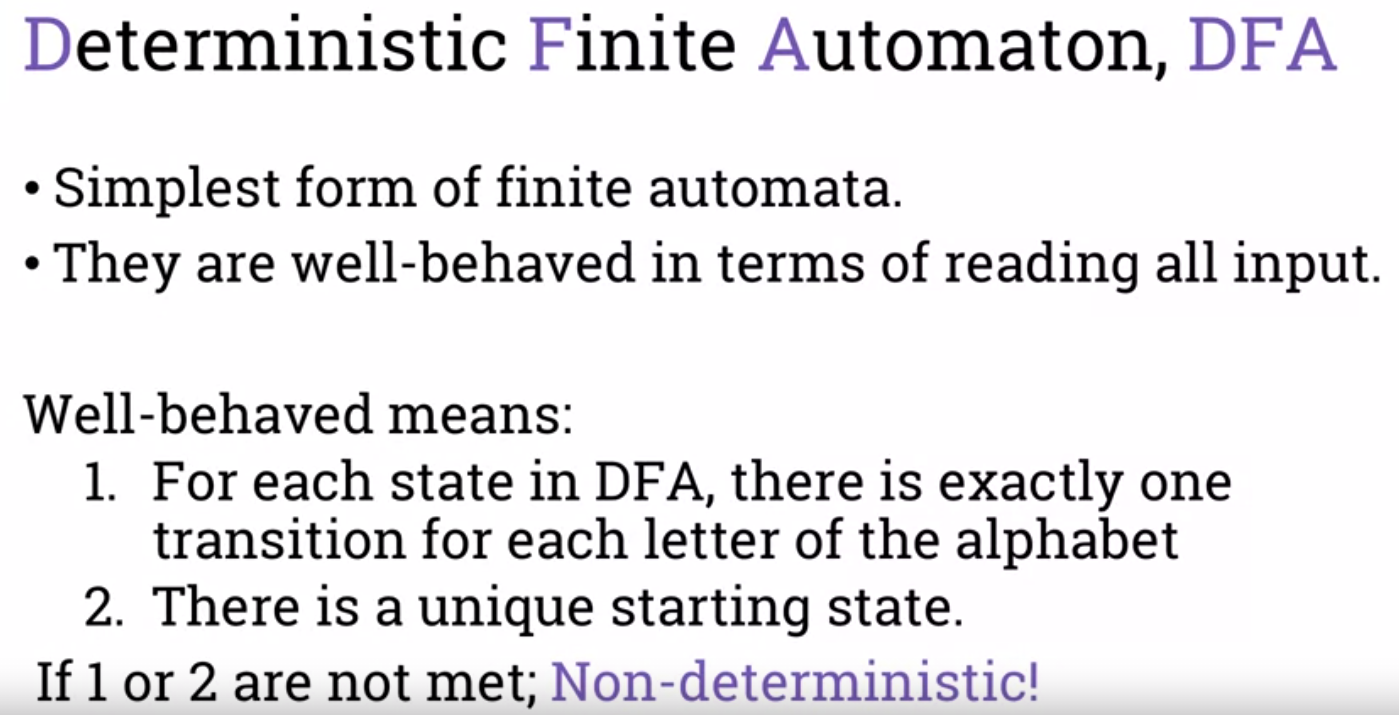 Deterministic Finite Automaton, DFA
• Simplest form of finite automata.
• They are well-behaved in terms of reading all input.
Well-behaved means:
1. For each state in DFA, there is exactly one
transition for each letter of the alphabet
2. There is a unique starting state.
If 1 or 2 are not met; Non-deterministic!